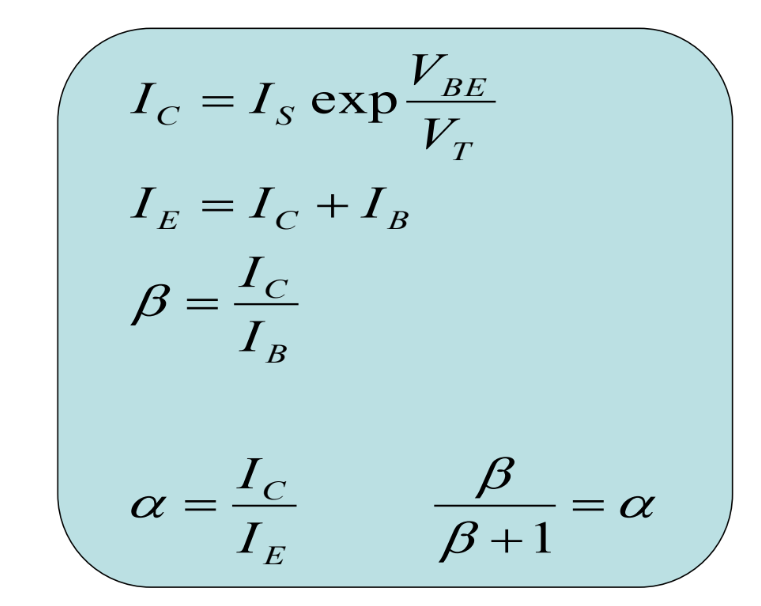 I_C = I_S exp V_BE / V_T
I_E = I_C + I_B
β = I_C / I_B
α = I_C / I_E    β / (β + 1) = α